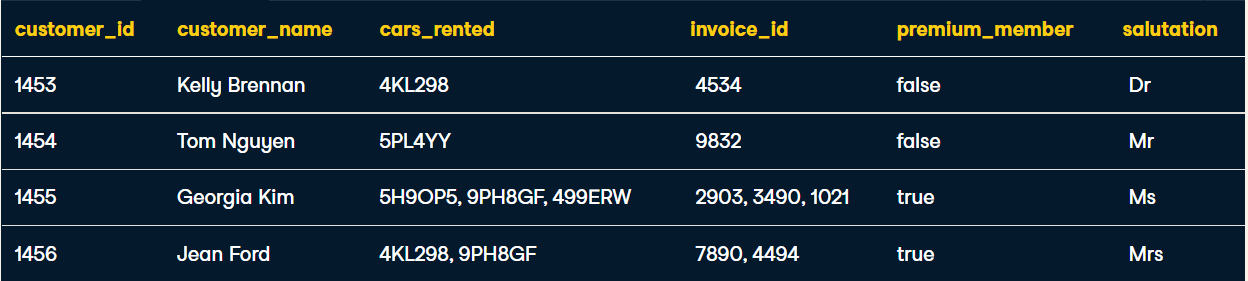 customer_id customer_name cars_rented invoice_id premium_member salutation
1453 Kelly Brennan 4KL298 4534 false Dr
1454 Tom Nguyen 5PL4YY 9832 false Mr
1455 Georgia Kim 5H9OP5, 9PH8GF, 499ERW 2903, 3490, 1021 true Ms
1456 Jean Ford 4KL298, 9PH8GF 7890, 4494 true Mrs